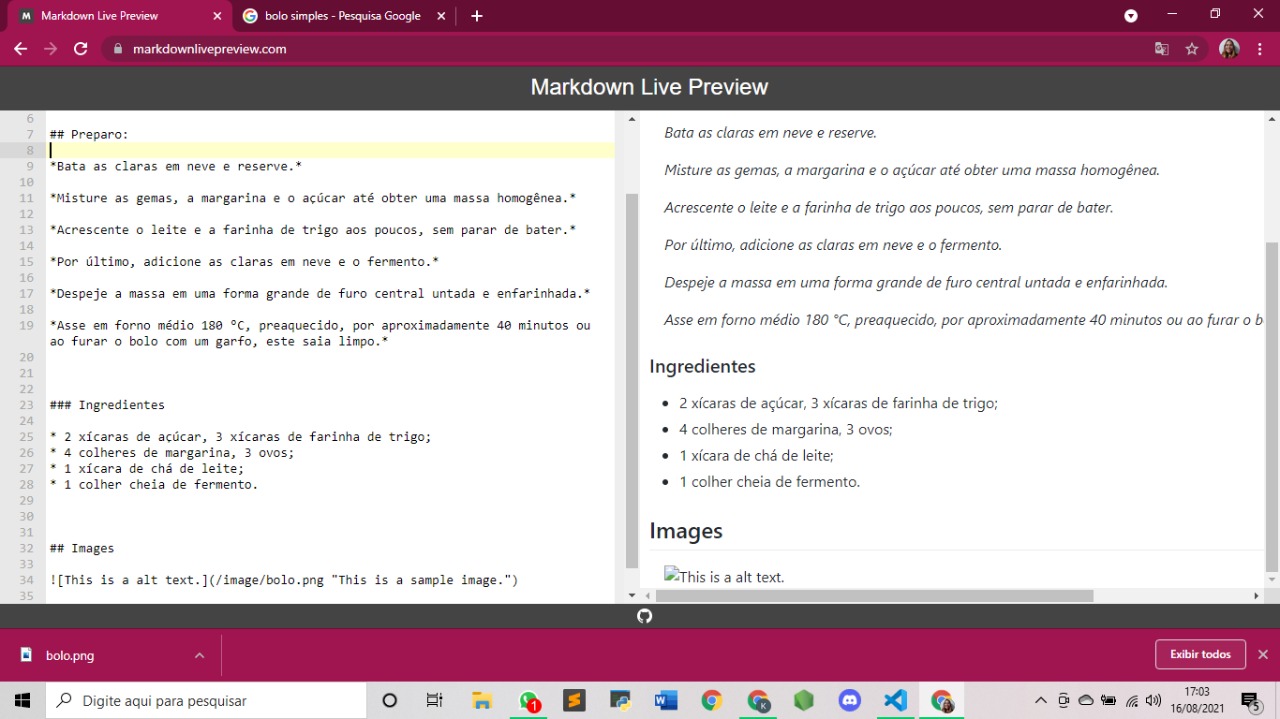 Markdown Live Preview
bolo simples - Pesquisa Google
markdownlivepreview.com
Markdown Live Preview
6
7 ## Preparo:
8
9 *Bata as claras em neve e reserve.*
10
11 *Misture as gemas, a margarina e o açúcar até obter uma massa homogênea.*
12
13 *Acrescente o leite e a farinha de trigo aos poucos, sem parar de bater.*
14
15 *Por último, adicione as claras em neve e o fermento.*
16
17 *Despeje a massa em uma forma grande de furo central untada e enfarinhada.*
18
19 *Asse em forno médio 180 °C, preaquecido, por aproximadamente 40 minutos ou
ao furar o bolo com um garfo, este saia limpo.*
20
21
22
23 ### Ingredientes
24
25 * 2 xícaras de açúcar, 3 xícaras de farinha de trigo;
26 * 4 colheres de margarina, 3 ovos;
27 * 1 xícara de chá de leite;
28 * 1 colher cheia de fermento.
29
30
31
32 ## Images
33
34 ![This is a alt text.](/image/bolo.png "This is a sample image.")
35
Bata as claras em neve e reserve.
Misture as gemas, a margarina e o açúcar até obter uma massa homogênea.
Acrescente o leite e a farinha de trigo aos poucos, sem parar de bater.
Por último, adicione as claras em neve e o fermento.
Despeje a massa em uma forma grande de furo central untada e enfarinhada.
Asse em forno médio 180 °C, preaquecido, por aproximadamente 40 minutos ou ao furar o b
Ingredientes
• 2 xícaras de açúcar, 3 xícaras de farinha de trigo;
• 4 colheres de margarina, 3 ovos;
• 1 xícara de chá de leite;
• 1 colher cheia de fermento.
Images
This is a alt text.
bolo.png
Exibir todos
Digite aqui para pesquisar
1
K
17:03
16/08/2021
5